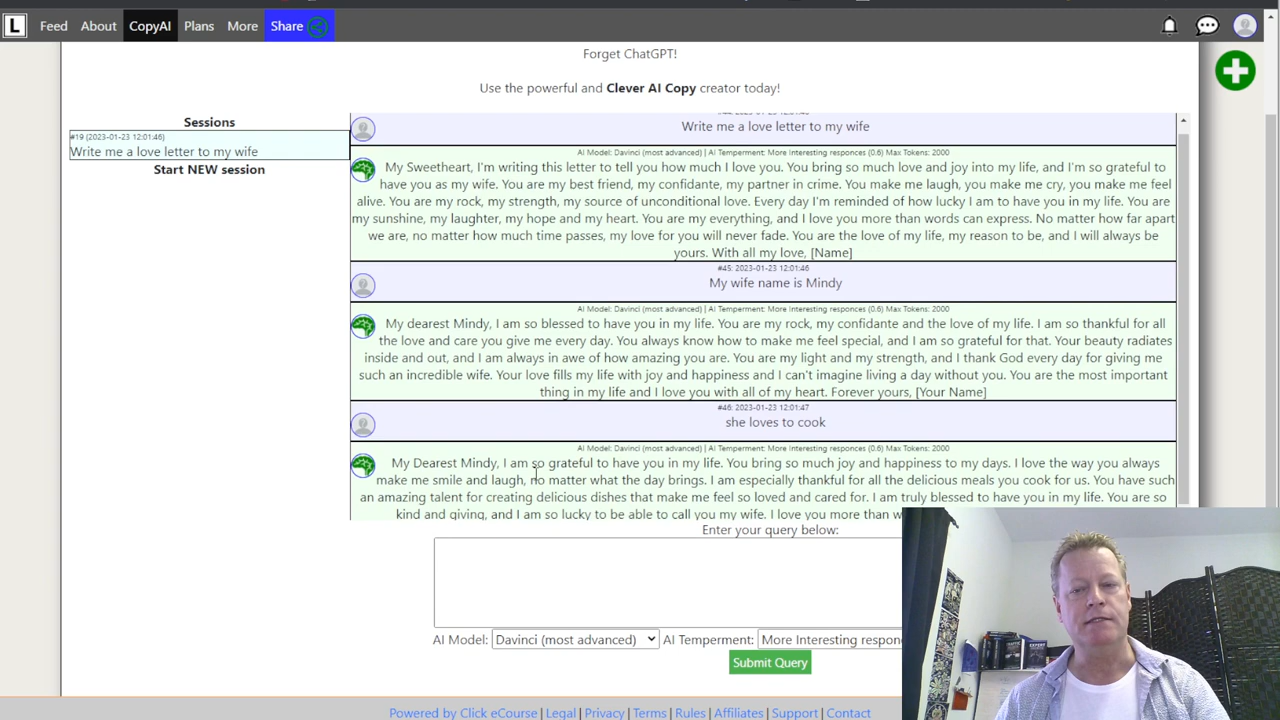 L Feed About CopyAI Plans More Share
Forget ChatGPT!
Use the powerful and Clever AI Copy creator today!
Sessions
#19 (2023-01-23 12:01:46)
Write me a love letter to my wife
Start NEW session
Write me a love letter to my wife
AI Model: Davinci (most advanced) | AI Temperment: More Interesting responces (0.6) Max Tokens: 2000
My Sweetheart, I'm writing this letter to tell you how much I love you. You bring so much love and joy into my life, and I'm so grateful to
have you as my wife. You are my best friend, my confidante, my partner in crime. You make me laugh, you make me cry, you make me feel
alive. You are my rock, my strength, my source of unconditional love. Every day I'm reminded of how lucky I am to have you in my life. You are
my sunshine, my laughter, my hope and my heart. You are my everything, and I love you more than words can express. No matter how far apart
we are, no matter how much time passes, my love for you will never fade. You are the love of my life, my reason to be, and I will always be
yours. With all my love, [Name]
#45: 2023-01-23 12:01:46
My wife name is Mindy
AI Model: Davinci (most advanced) | AI Temperment: More Interesting responces (0.6) Max Tokens: 2000
My dearest Mindy, I am so blessed to have you in my life. You are my rock, my confidante and the love of my life. I am so thankful for all
the love and care you give me every day. You always know how to make me feel special, and I am so grateful for that. Your beauty radiates
inside and out, and I am always in awe of how amazing you are. You are my light and my strength, and I thank God every day for giving me
such an incredible wife. Your love fills my life with joy and happiness and I can't imagine living a day without you. You are the most important
thing in my life and I love you with all of my heart. Forever yours, [Your Name]
#46: 2023-01-23 12:01:47
she loves to cook
AI Model: Davinci (most advanced) | AI Temperment: More Interesting responces (0.6) Max Tokens: 2000
My Dearest Mindy, I am so grateful to have you in my life. You bring so much joy and happiness to my days. I love the way you always
make me smile and laugh, no matter what the day brings. I am especially thankful for all the delicious meals you cook for us. You have such
an amazing talent for creating delicious dishes that make me feel so loved and cared for. I am truly blessed to have you in my life. You are so
kind and giving, and I am so lucky to be able to call you my wife. I love you more than
Enter your query below:
AI Model: Davinci (most advanced) AI Temperment: More Interesting
Submit Query
Powered by Click eCourse | Legal | Privacy | Terms | Rules | Affiliates | Support | Contact